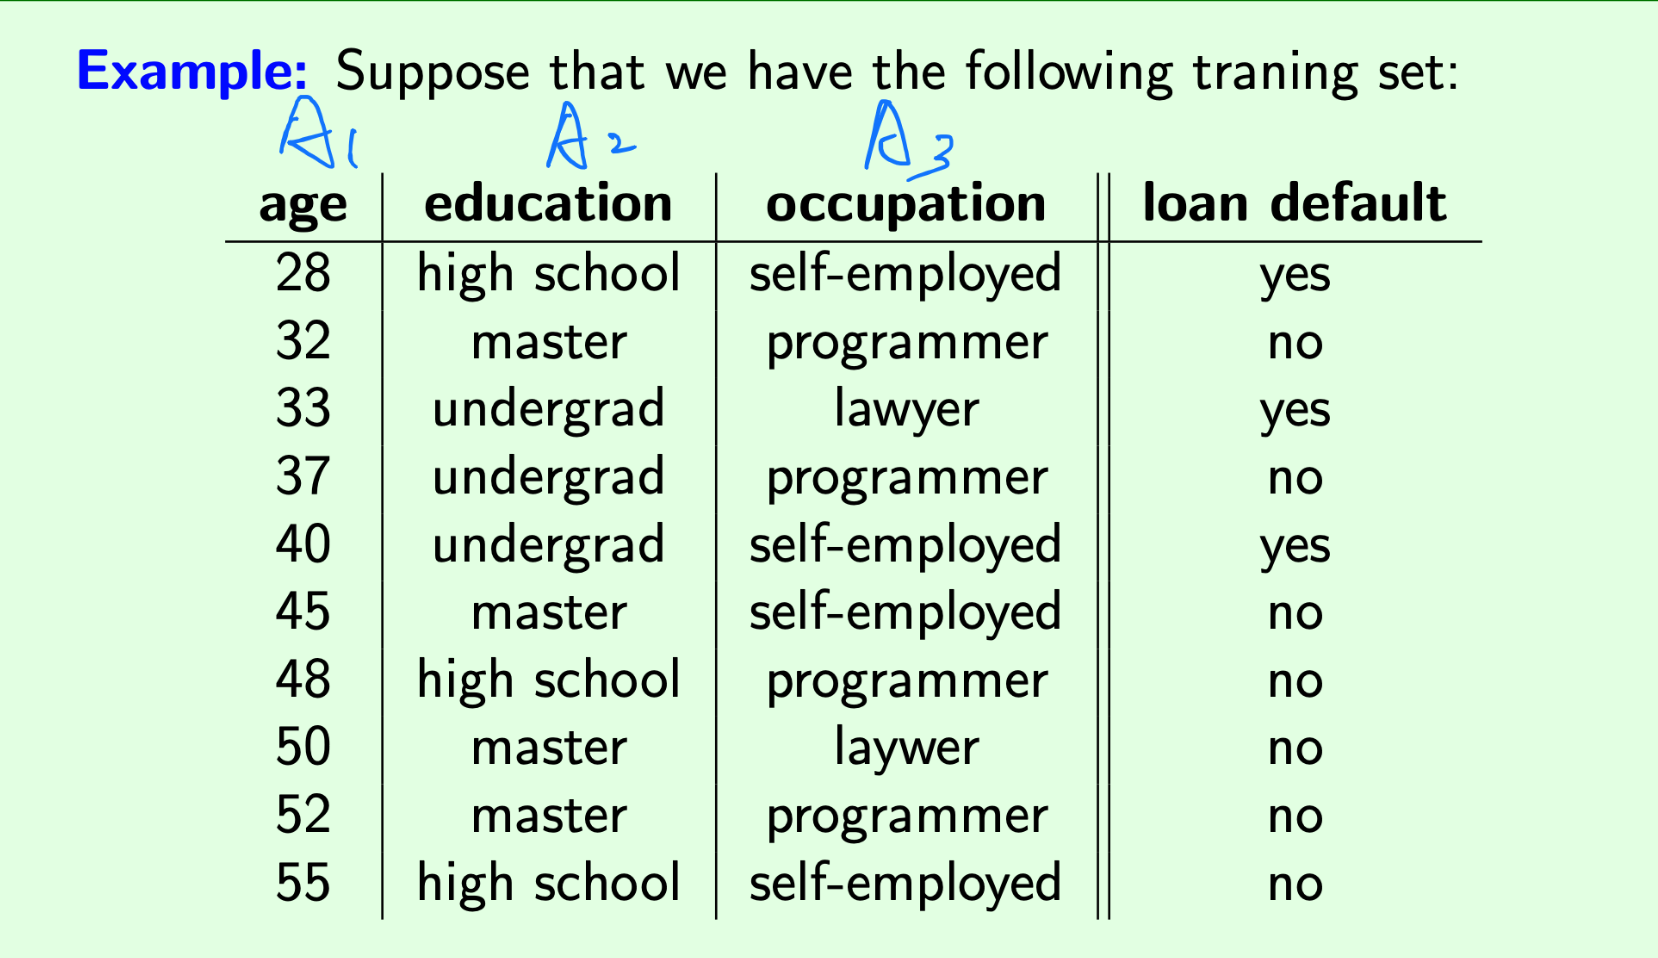 Example: Suppose that we have the following traning set:
A1 A2 A3
age education occupation loan default
28 high school self-employed yes
32 master programmer no
33 undergrad lawyer yes
37 undergrad programmer no
40 undergrad self-employed yes
45 master self-employed no
48 high school programmer no
50 master laywer no
52 master programmer no
55 high school self-employed no